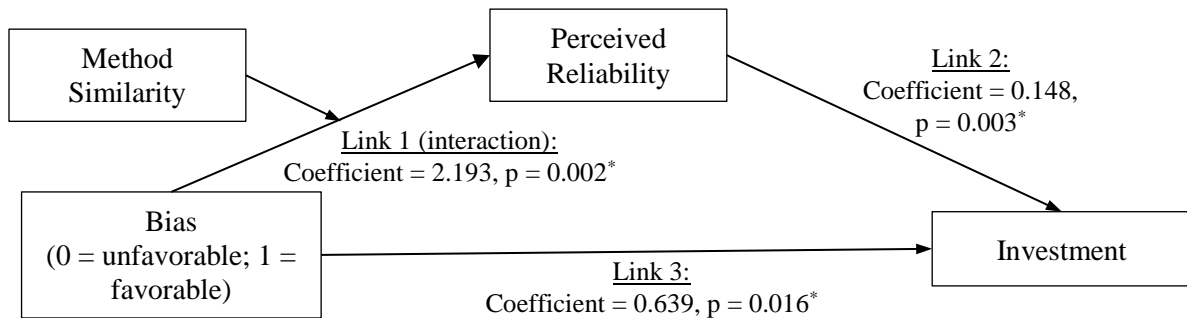 Method
Similarity
Perceived
Reliability
Link 2:
Coefficient = 0.148,
p = 0.003*
Link 1 (interaction):
Coefficient = 2.193, p = 0.002*
Bias
(0 = unfavorable; 1 =
favorable)
Investment
Link 3:
Coefficient = 0.639, p = 0.016*